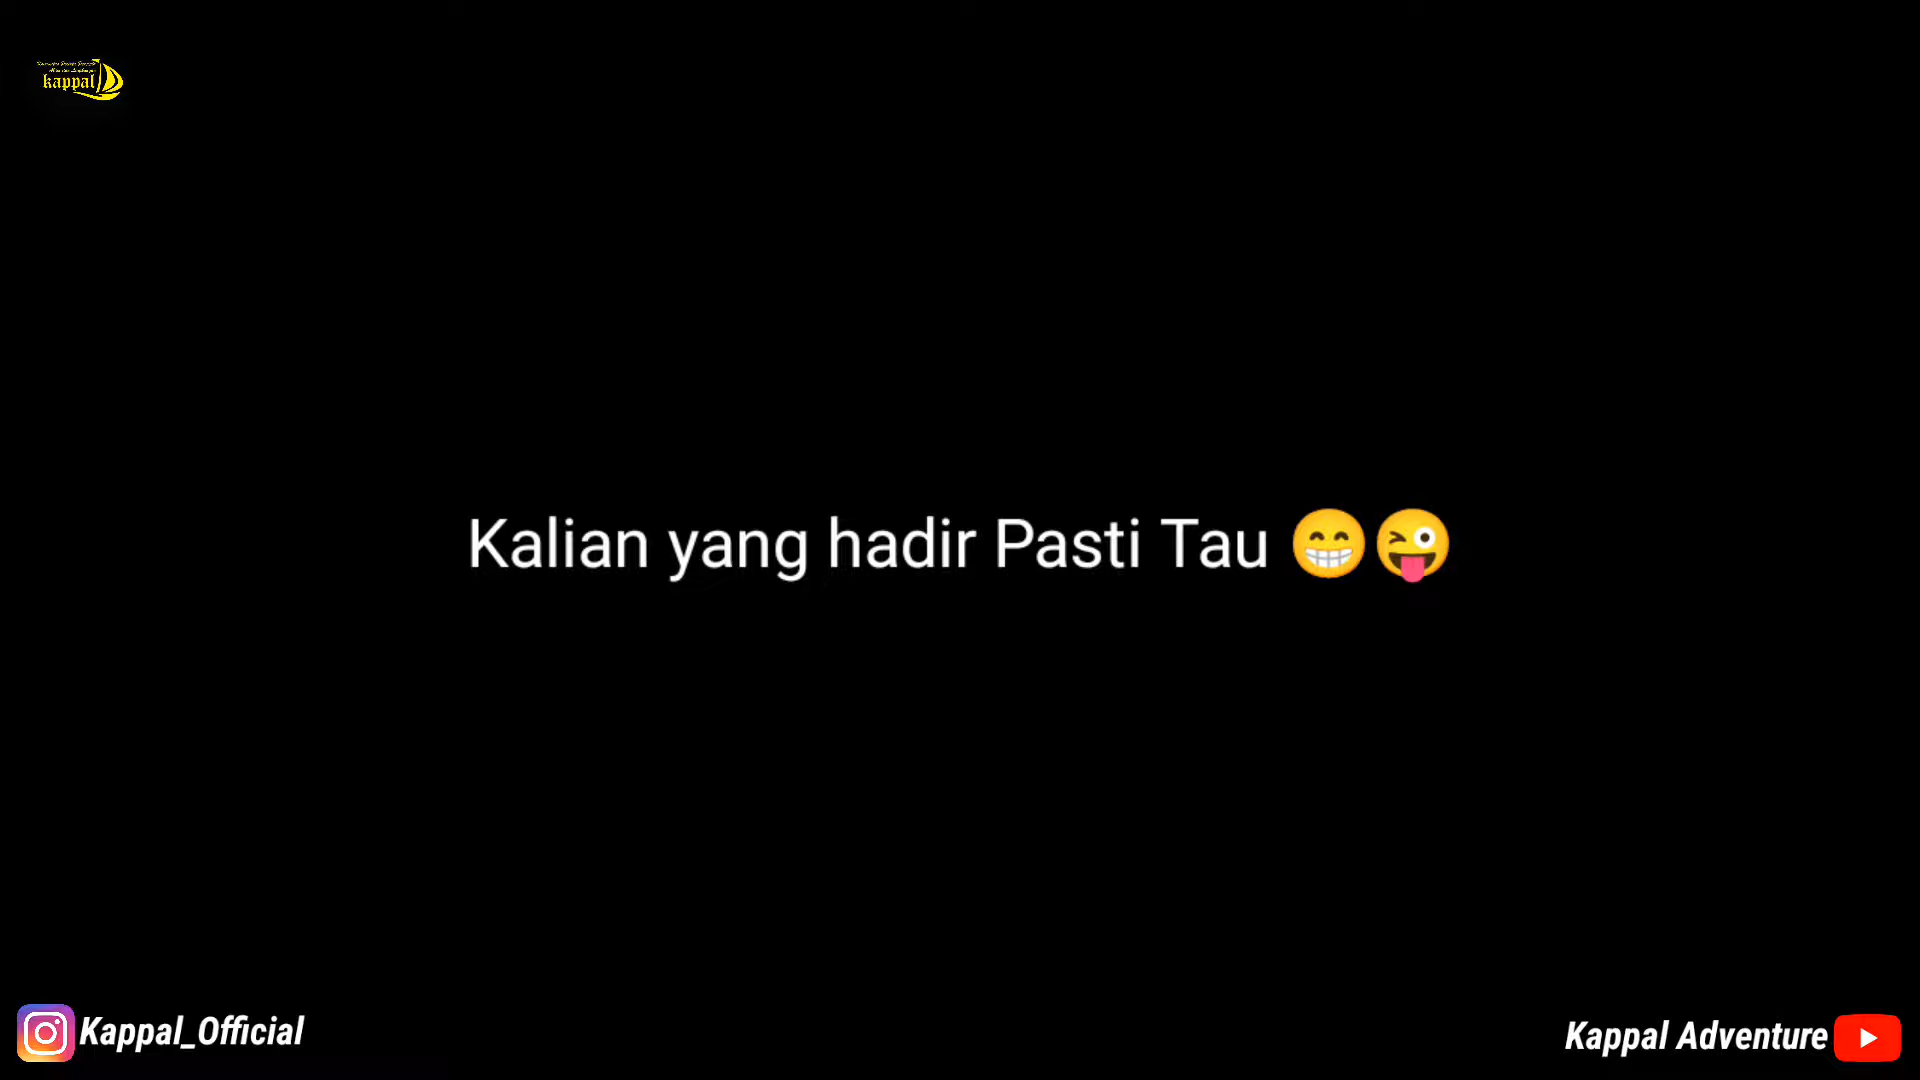 kappal
Kalian yang hadir Pasti Tau 😁😜
Kappal_Official
Kappal Adventure